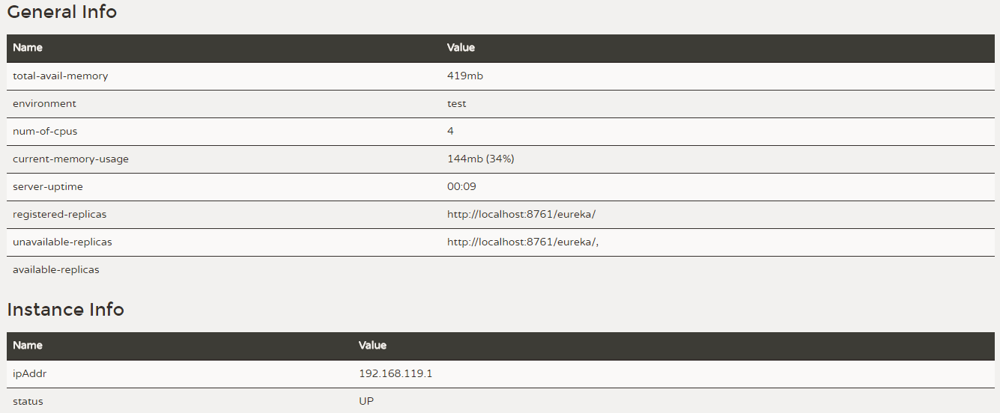 General Info
Name Value
total-avail-memory 419mb
environment test
num-of-cpus 4
current-memory-usage 144mb (34%)
server-uptime 00:09
registered-replicas http://localhost:8761/eureka/
unavailable-replicas http://localhost:8761/eureka/,
available-replicas
Instance Info
Name Value
ipAddr 192.168.119.1
status UP